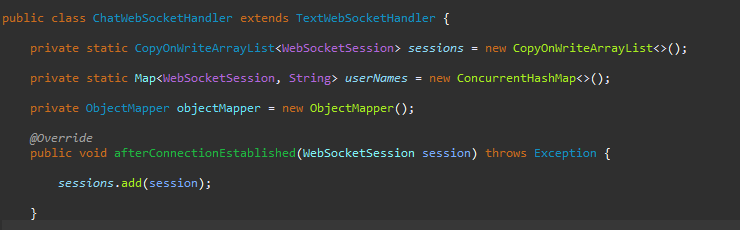 public class ChatWebSocketHandler extends TextWebSocketHandler {
private static CopyOnWriteArrayList<WebSocketSession> sessions = new CopyOnWriteArrayList<>();
private static Map<WebSocketSession, String> userNames = new ConcurrentHashMap<>();
private ObjectMapper objectMapper = new ObjectMapper();
@Override
public void afterConnectionEstablished(WebSocketSession session) throws Exception {
sessions.add(session);
}